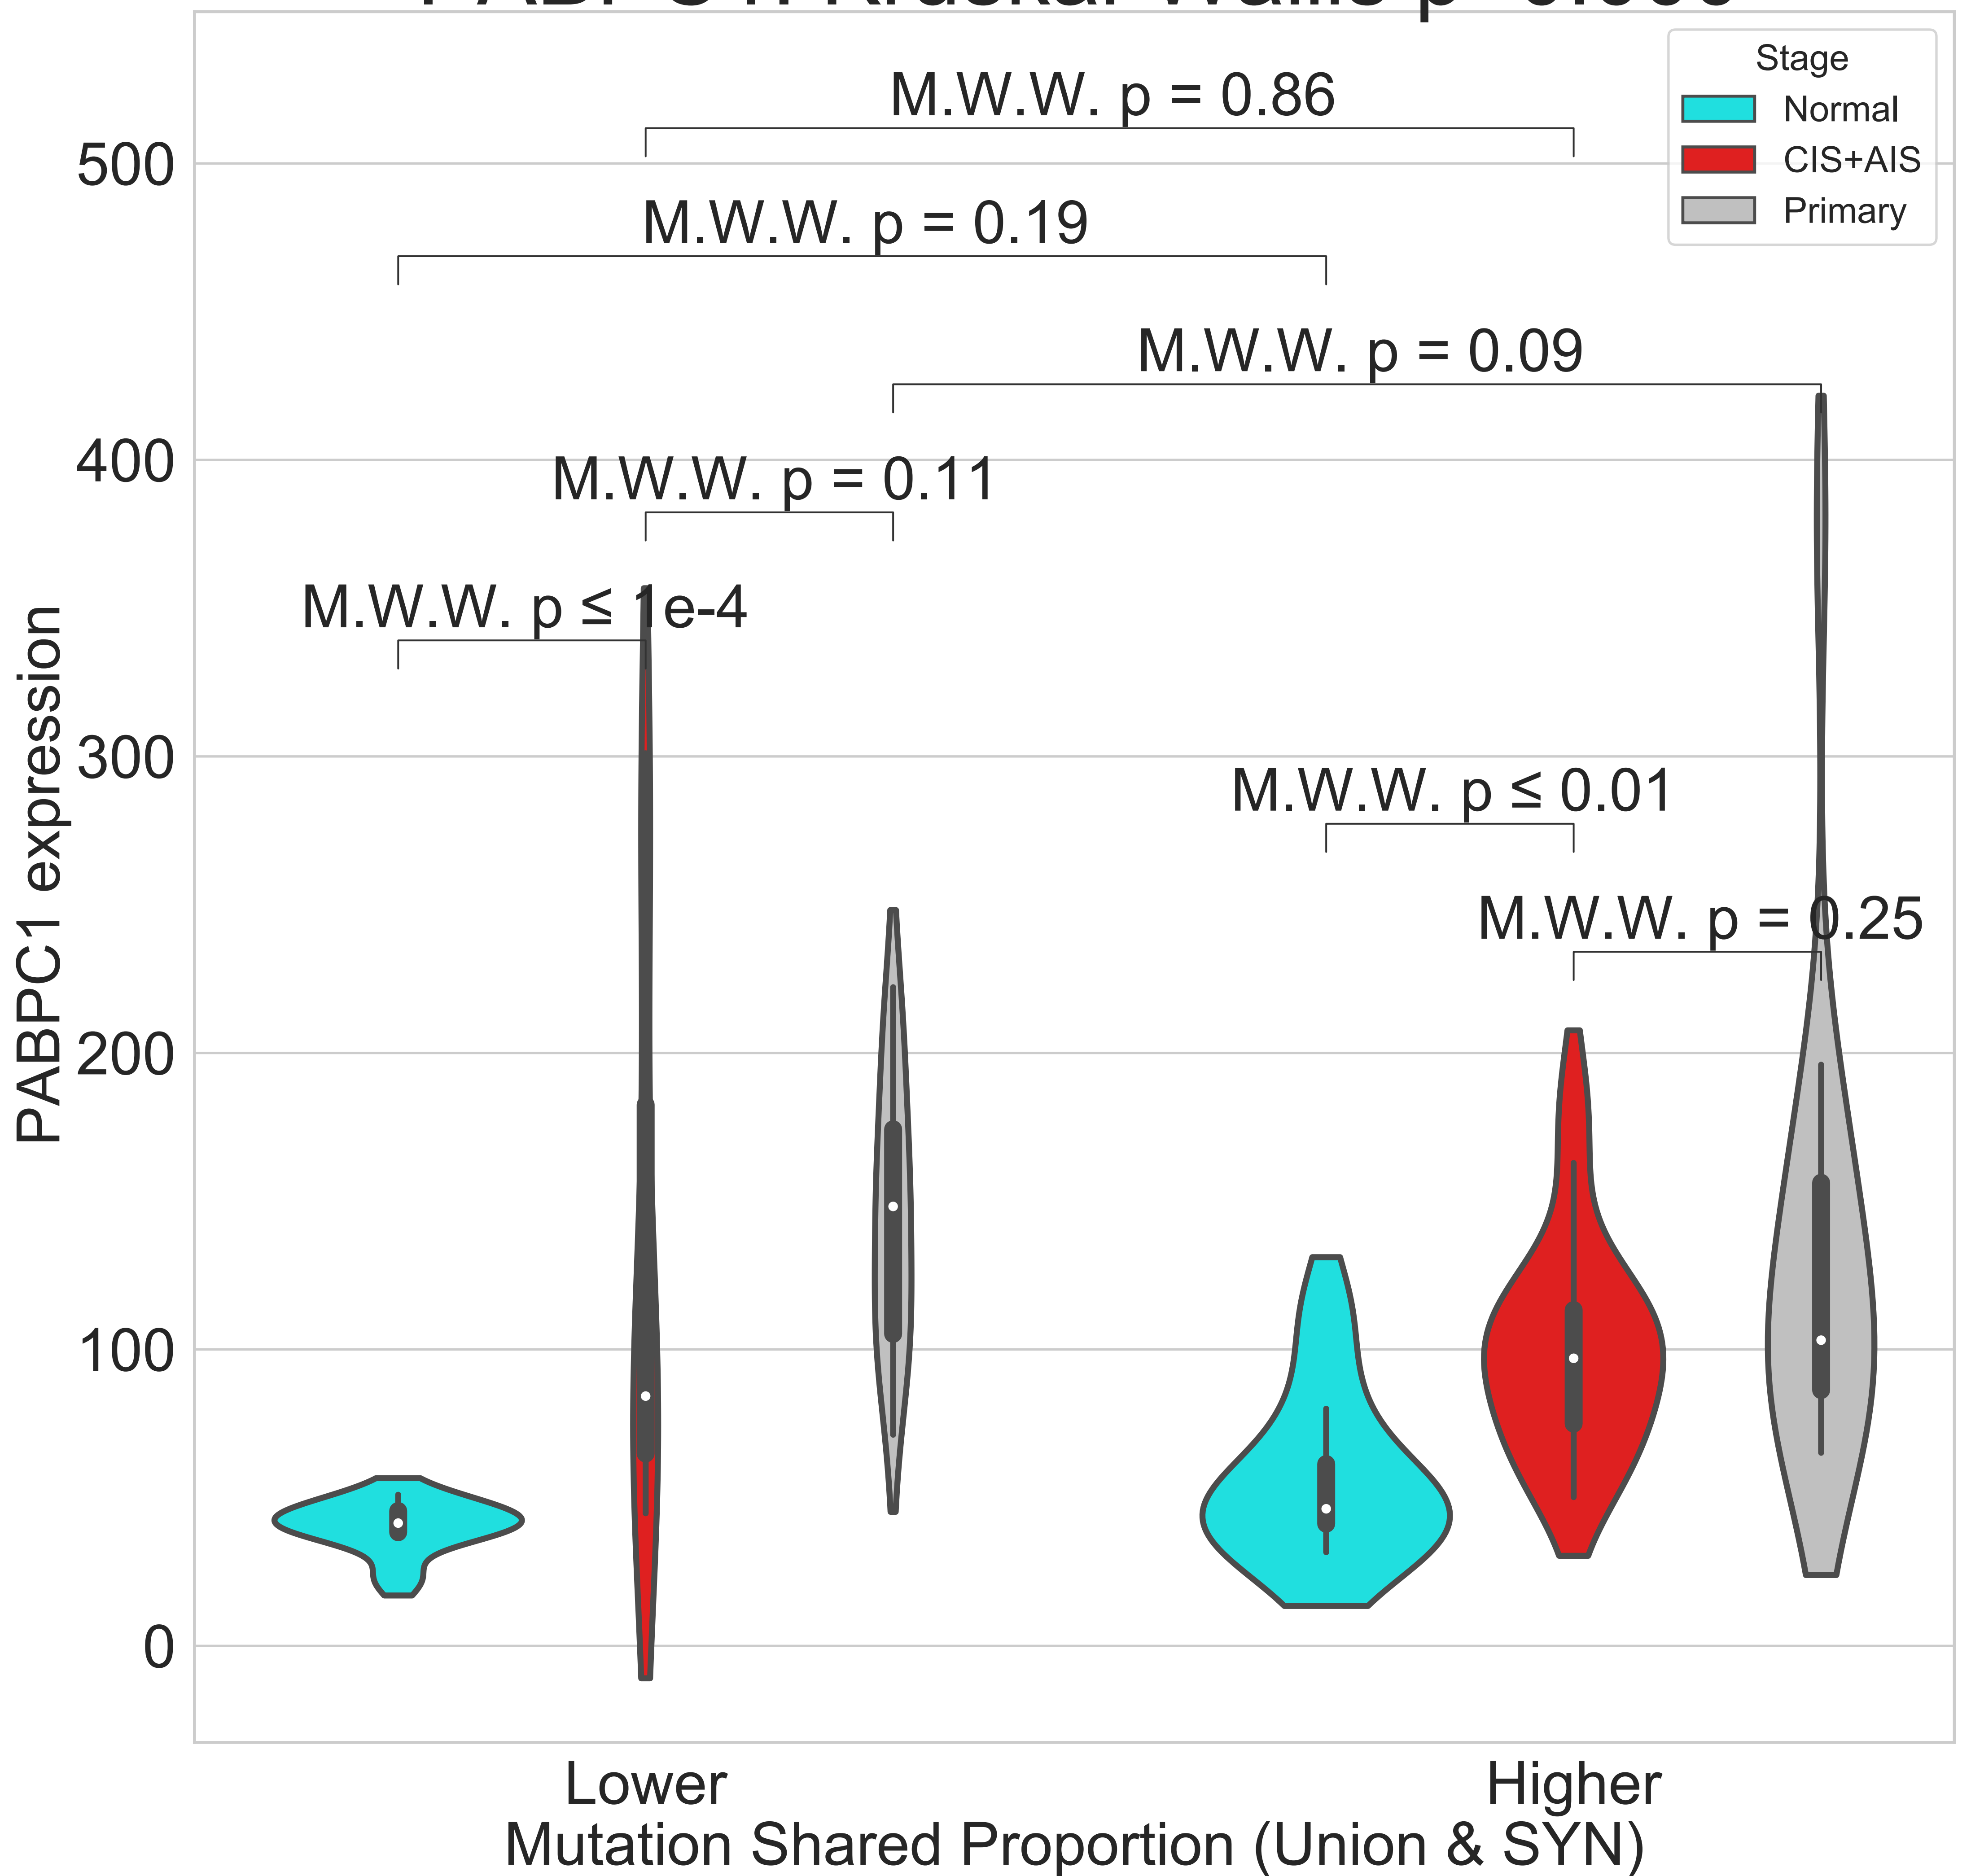 Stage
Normal
CIS+AIS
Primary
M.W.W. p = 0.86
M.W.W. p = 0.19
M.W.W. p = 0.09
M.W.W. p = 0.11
M.W.W. p ≤ 1e-4
M.W.W. p ≤ 0.01
M.W.W. p = 0.25
500
400
300
200
100
0
PABPC1 expression
Lower
Higher
Mutation Shared Proportion (Union & SYN)